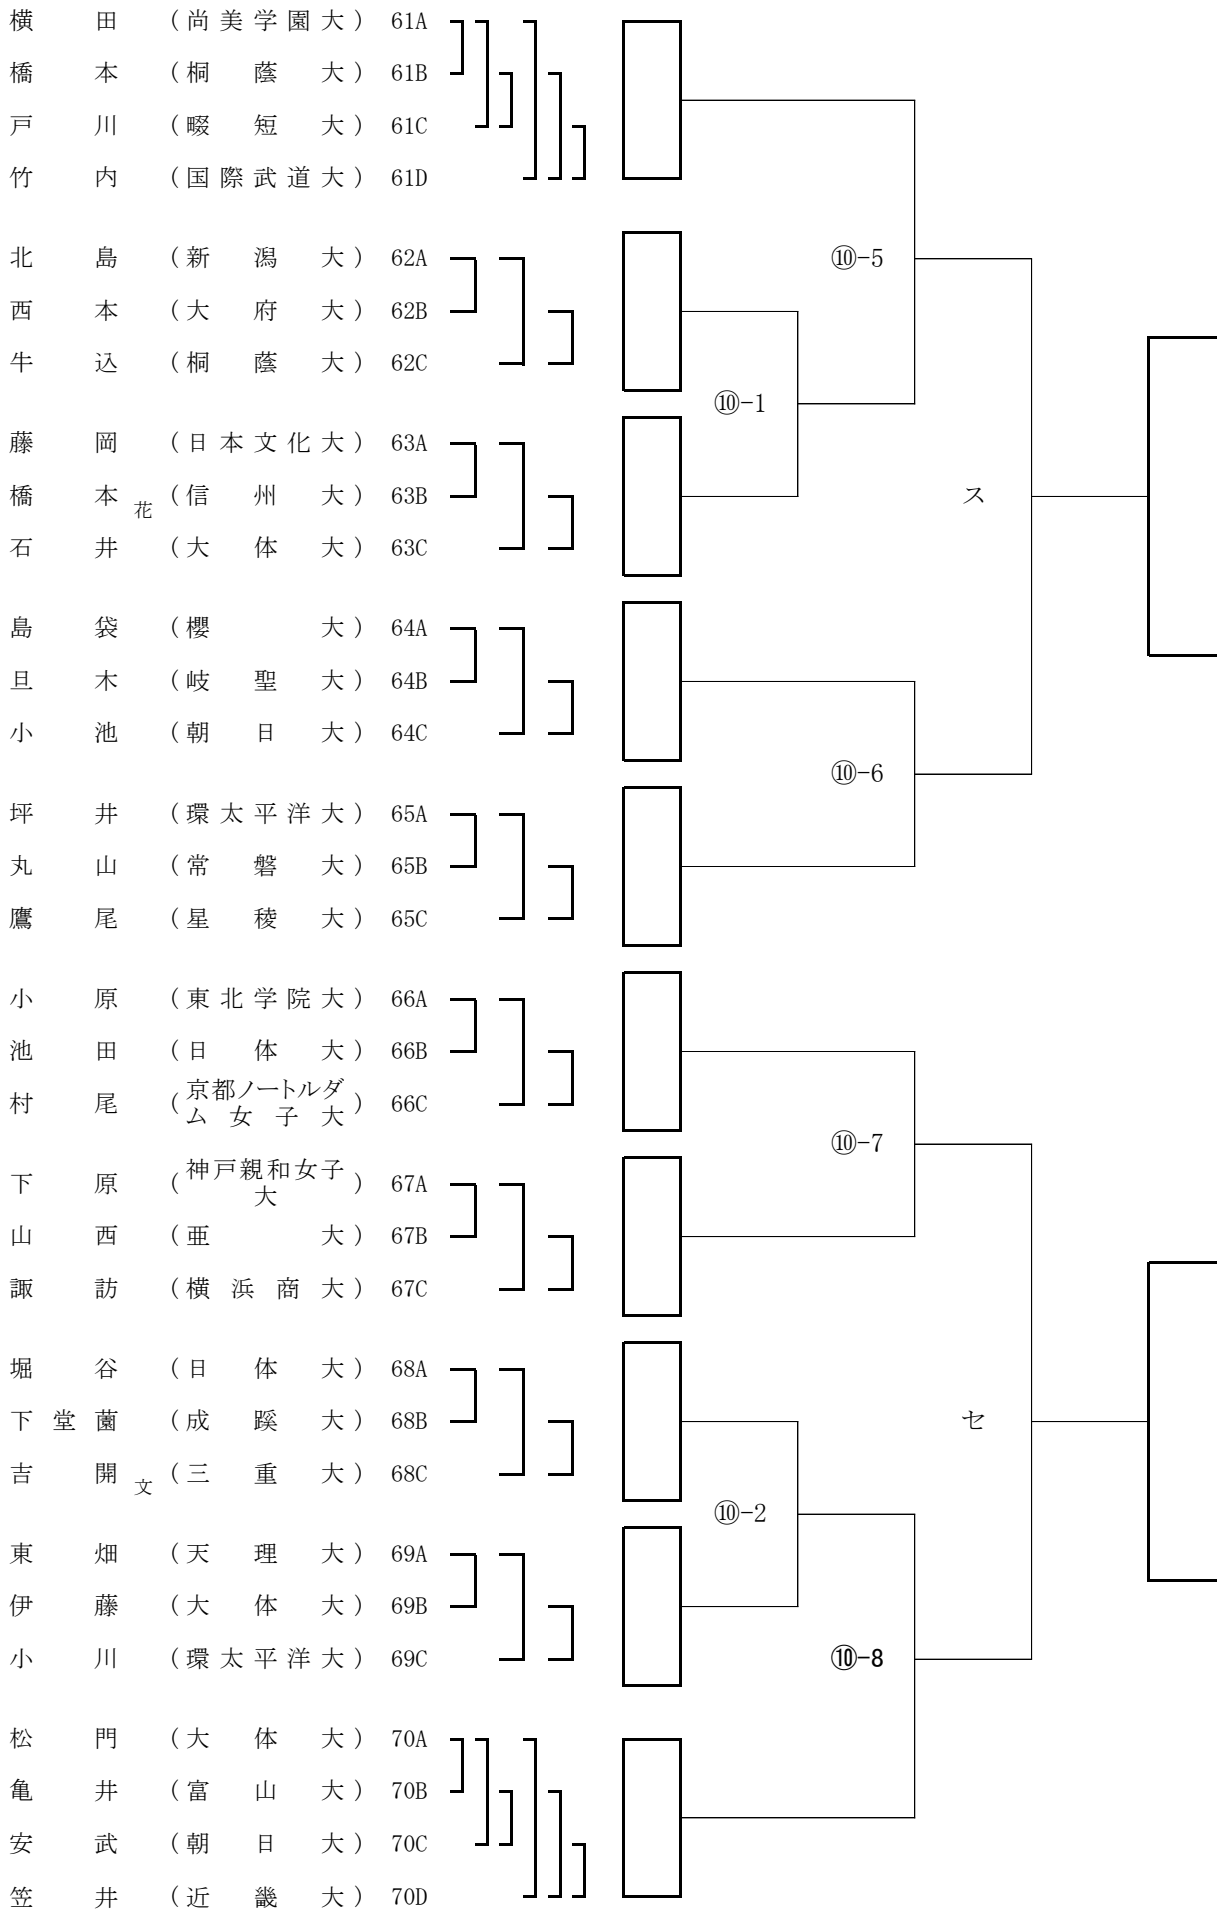 横田（尚美学園大）61A
橋本（桐蔭大）61B
戸川（畷短大）61C
竹内（国際武道大）61D
北島（新潟大）62A
⑩-5
西本（大府大）62B
牛込（桐蔭大）62C
⑩-1
藤岡（日本文化大）63A
橋本花（信州大）63B
ス
石井（大体大）63C
島袋（櫻大）64A
旦木（岐聖大）64B
小池（朝日大）64C
⑩-6
坪井（環太平洋大）65A
丸山（常磐大）65B
鷹尾（星稜大）65C
小原（東北学院大）66A
池田（日体大）66B
村尾（京都ノートルダム女子大）66C
⑩-7
下原（神戸親和女子大）67A
山西（亜大）67B
諏訪（横浜商大）67C
堀谷（日体大）68A
下堂薗（成蹊大）68B
セ
吉開文（三重大）68C
⑩-2
東畑（天理大）69A
伊藤（大体大）69B
小川（環太平洋大）69C
⑩-8
松門（大体大）70A
亀井（富山大）70B
安武（朝日大）70C
笠井（近畿大）70D